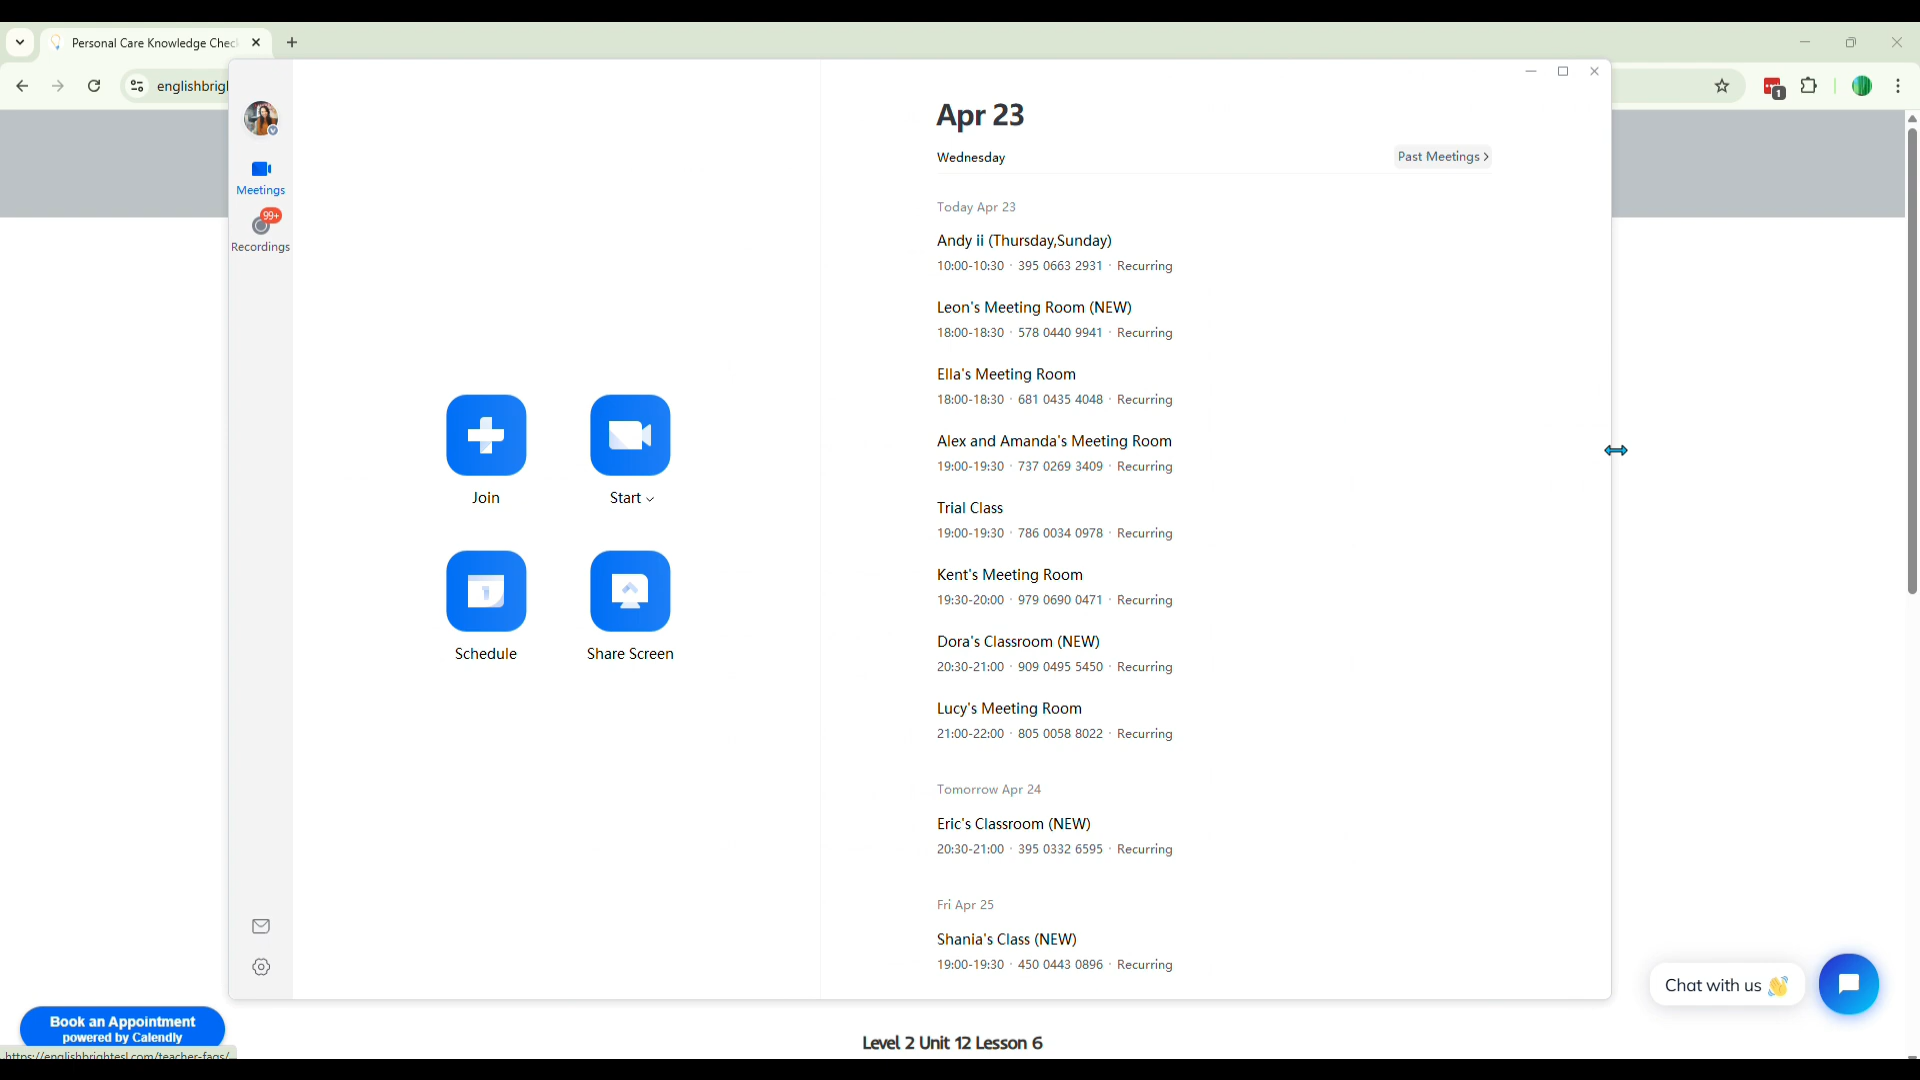 Personal Care Knowledge Chec
englishbrigh
1
Meetings
99+
Recordings
Apr 23
Wednesday
Past Meetings >
Today Apr 23
Andy ii (Thursday,Sunday)
10:00-10:30 · 395 0663 2931 · Recurring
Leon's Meeting Room (NEW)
18:00-18:30 · 578 0440 9941 · Recurring
Ella's Meeting Room
18:00-18:30 · 681 0435 4048 · Recurring
Alex and Amanda's Meeting Room
19:00-19:30 · 737 0269 3409 · Recurring
Trial Class
19:00-19:30 · 786 0034 0978 · Recurring
Kent's Meeting Room
19:30-20:00 · 979 0690 0471 · Recurring
Dora's Classroom (NEW)
20:30-21:00 · 909 0495 5450 · Recurring
Lucy's Meeting Room
21:00-22:00 · 805 0058 8022 · Recurring
Tomorrow Apr 24
Eric's Classroom (NEW)
20:30-21:00 · 395 0332 6595 · Recurring
Fri Apr 25
Shania's Class (NEW)
19:00-19:30 · 450 0443 0896 · Recurring
Join
Start
1
Schedule
Share Screen
Chat with us 👋
Book an Appointment
powered by Calendly
https://englishbrightesl.com/teacher-faqs/
Level 2 Unit 12 Lesson 6